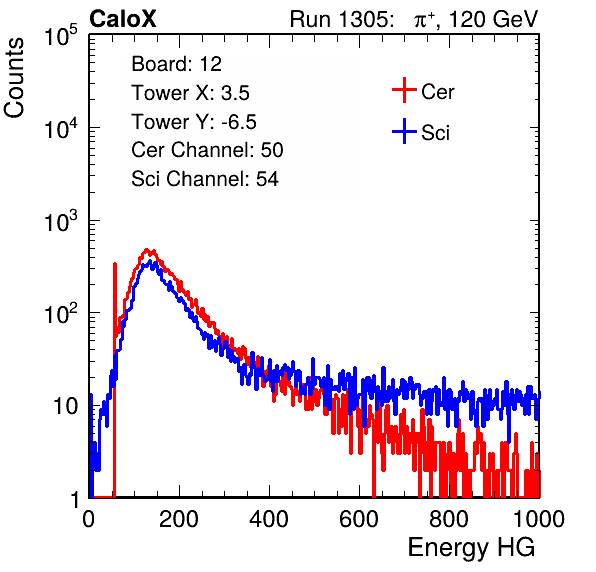 CaloX Run 1305: π⁺, 120 GeV
Counts
10⁵
10⁴
10³
10²
10
1
Board: 12
Tower X: 3.5
Tower Y: -6.5
Cer Channel: 50
Sci Channel: 54
Cer
Sci
0 200 400 600 800 1000
Energy HG